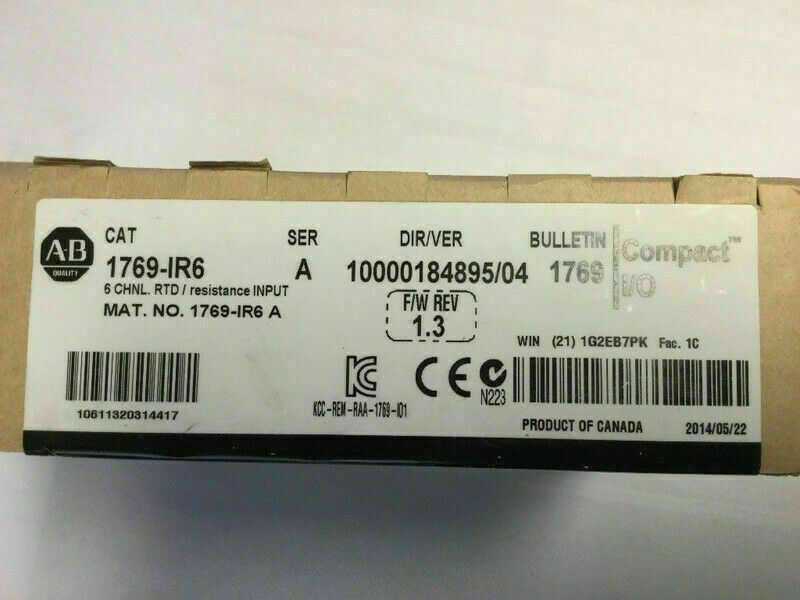 AB
QUALITY
CAT
1769-IR6
6 CHNL. RTD / resistance INPUT
MAT. NO. 1769-IR6 A
SER
A
DIR/VER
10000184895/04
F/W REV
1.3
BULLETIN
1769
Compact™
I/O
WIN (21) 1G2EB7PK Fac. 1C
10611320314417
KCC-REM-RAA-1769-I01
CE
N223
PRODUCT OF CANADA 2014/05/22